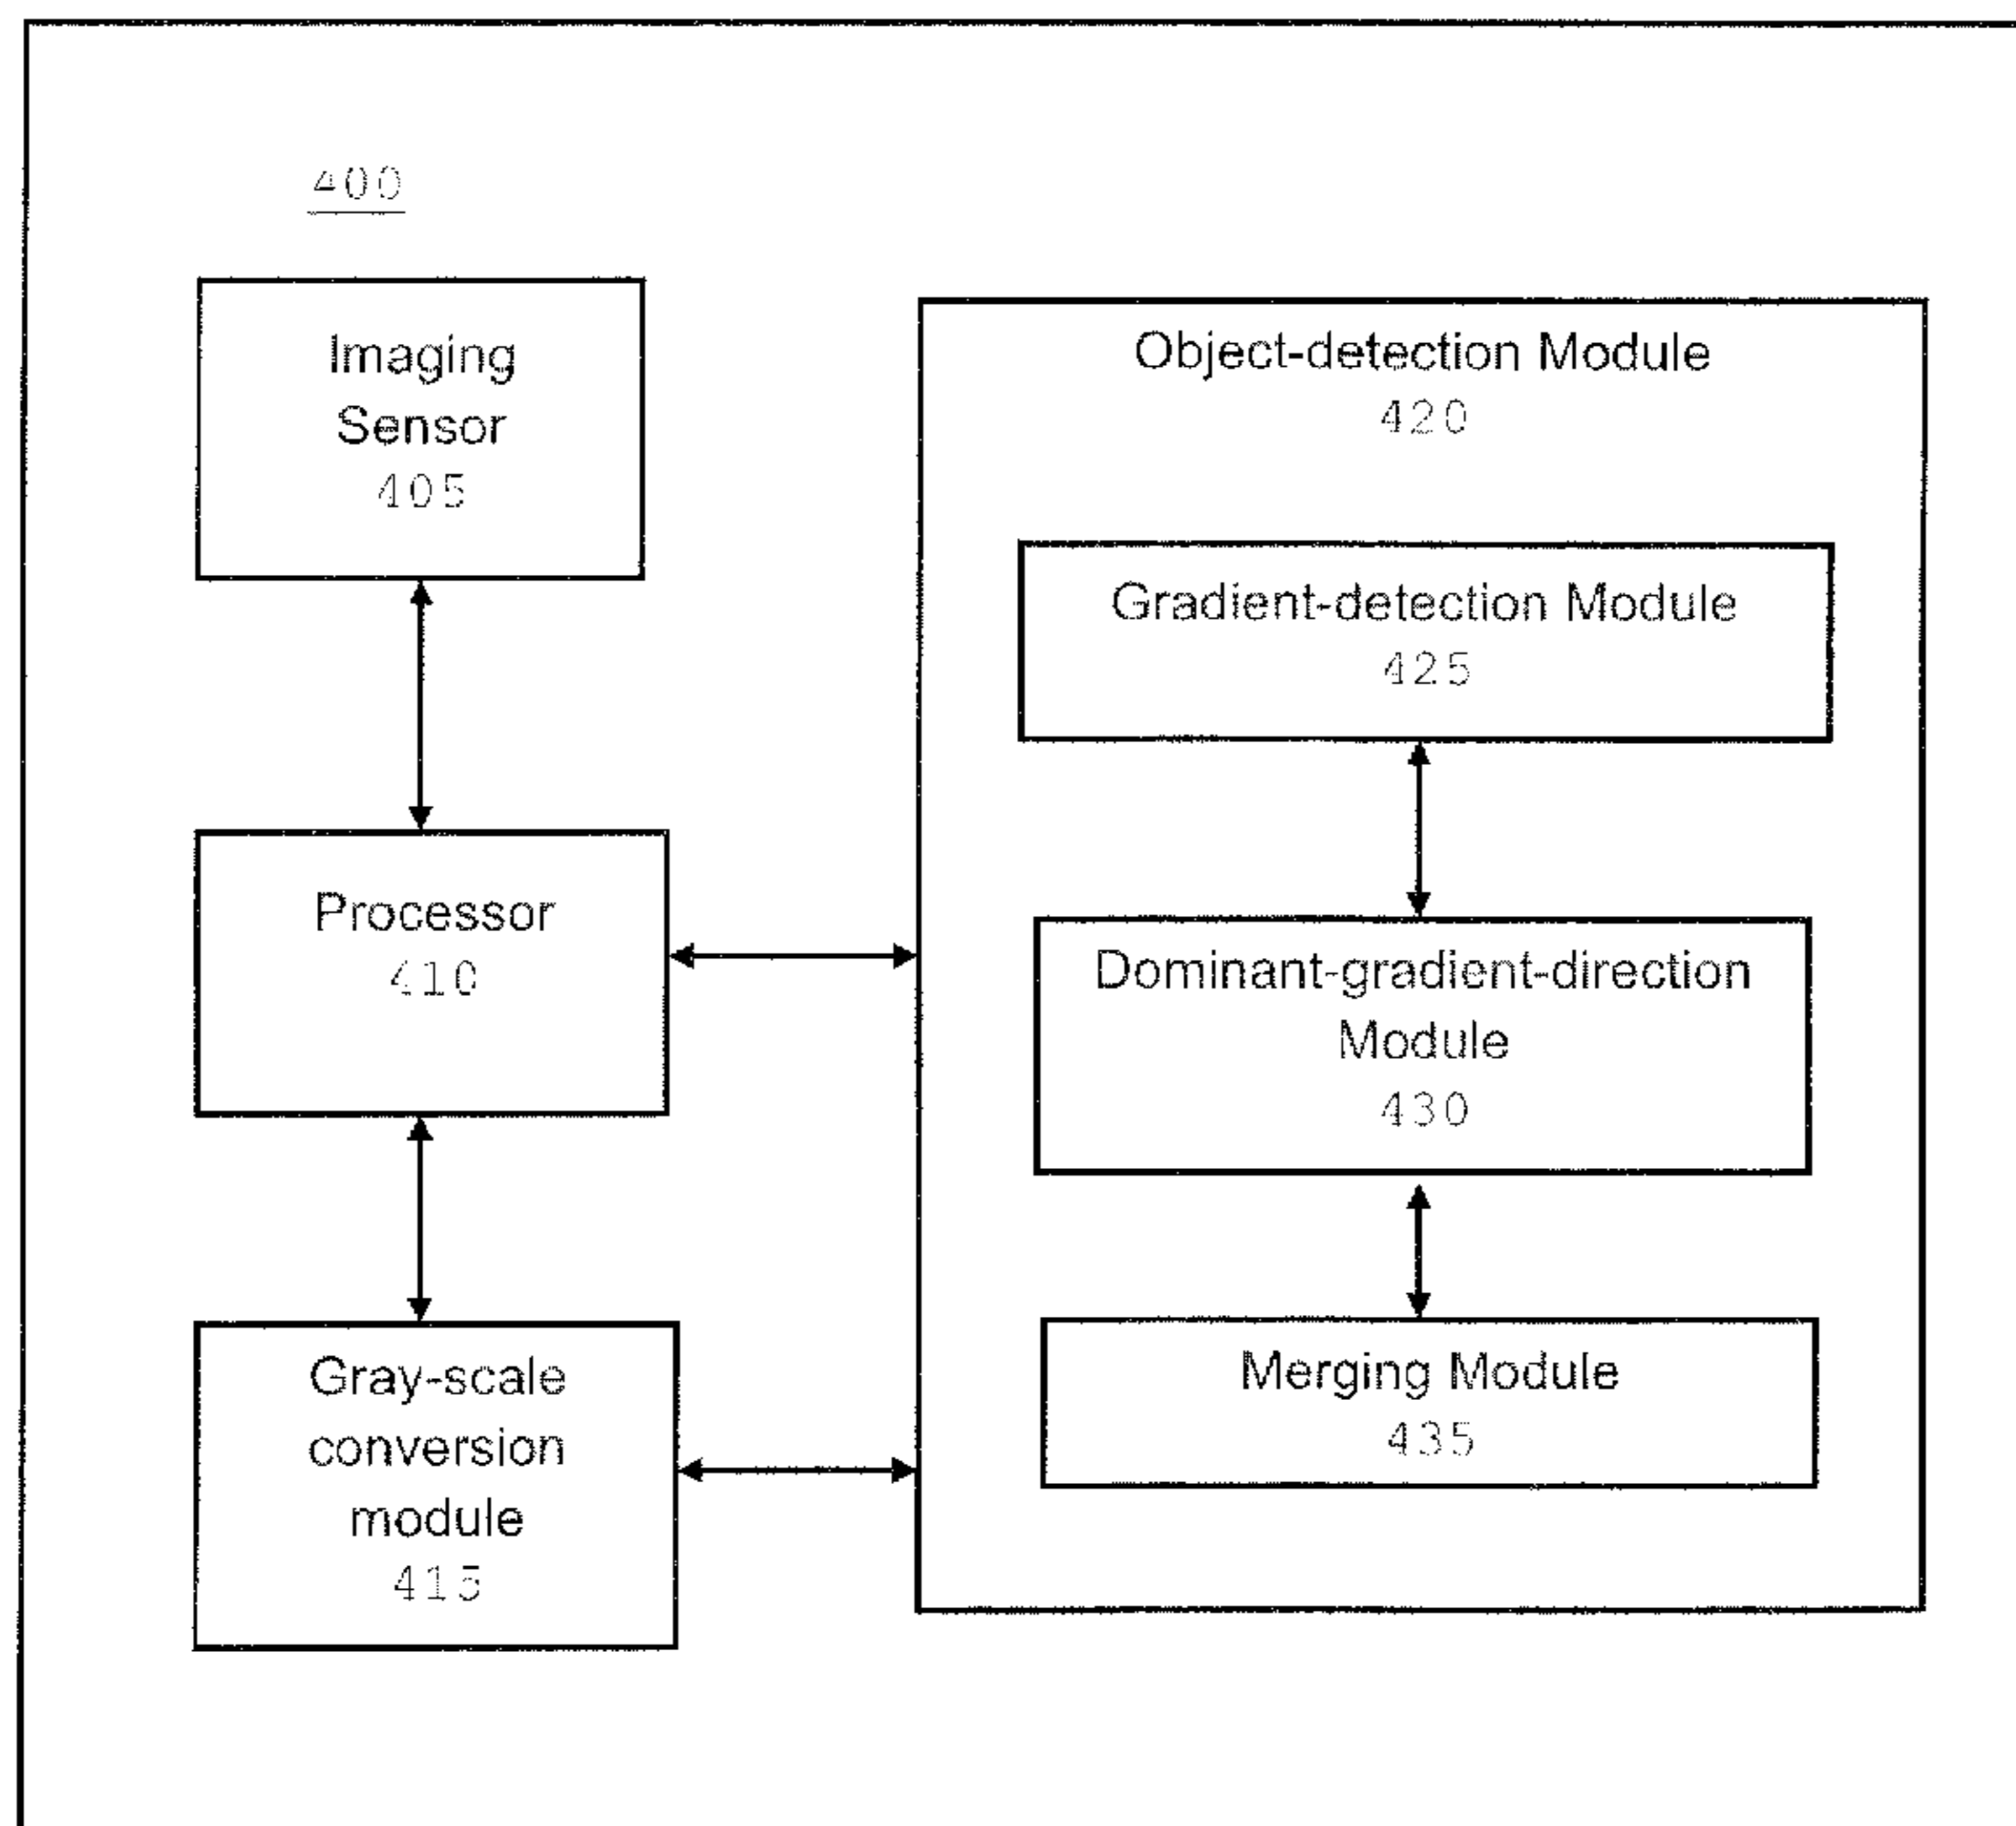 400
Imaging
Sensor
405
Processor
410
Gray-scale
conversion
module
415
Object-detection Module
420
Gradient-detection Module
425
Dominant-gradient-direction
Module
430
Merging Module
435